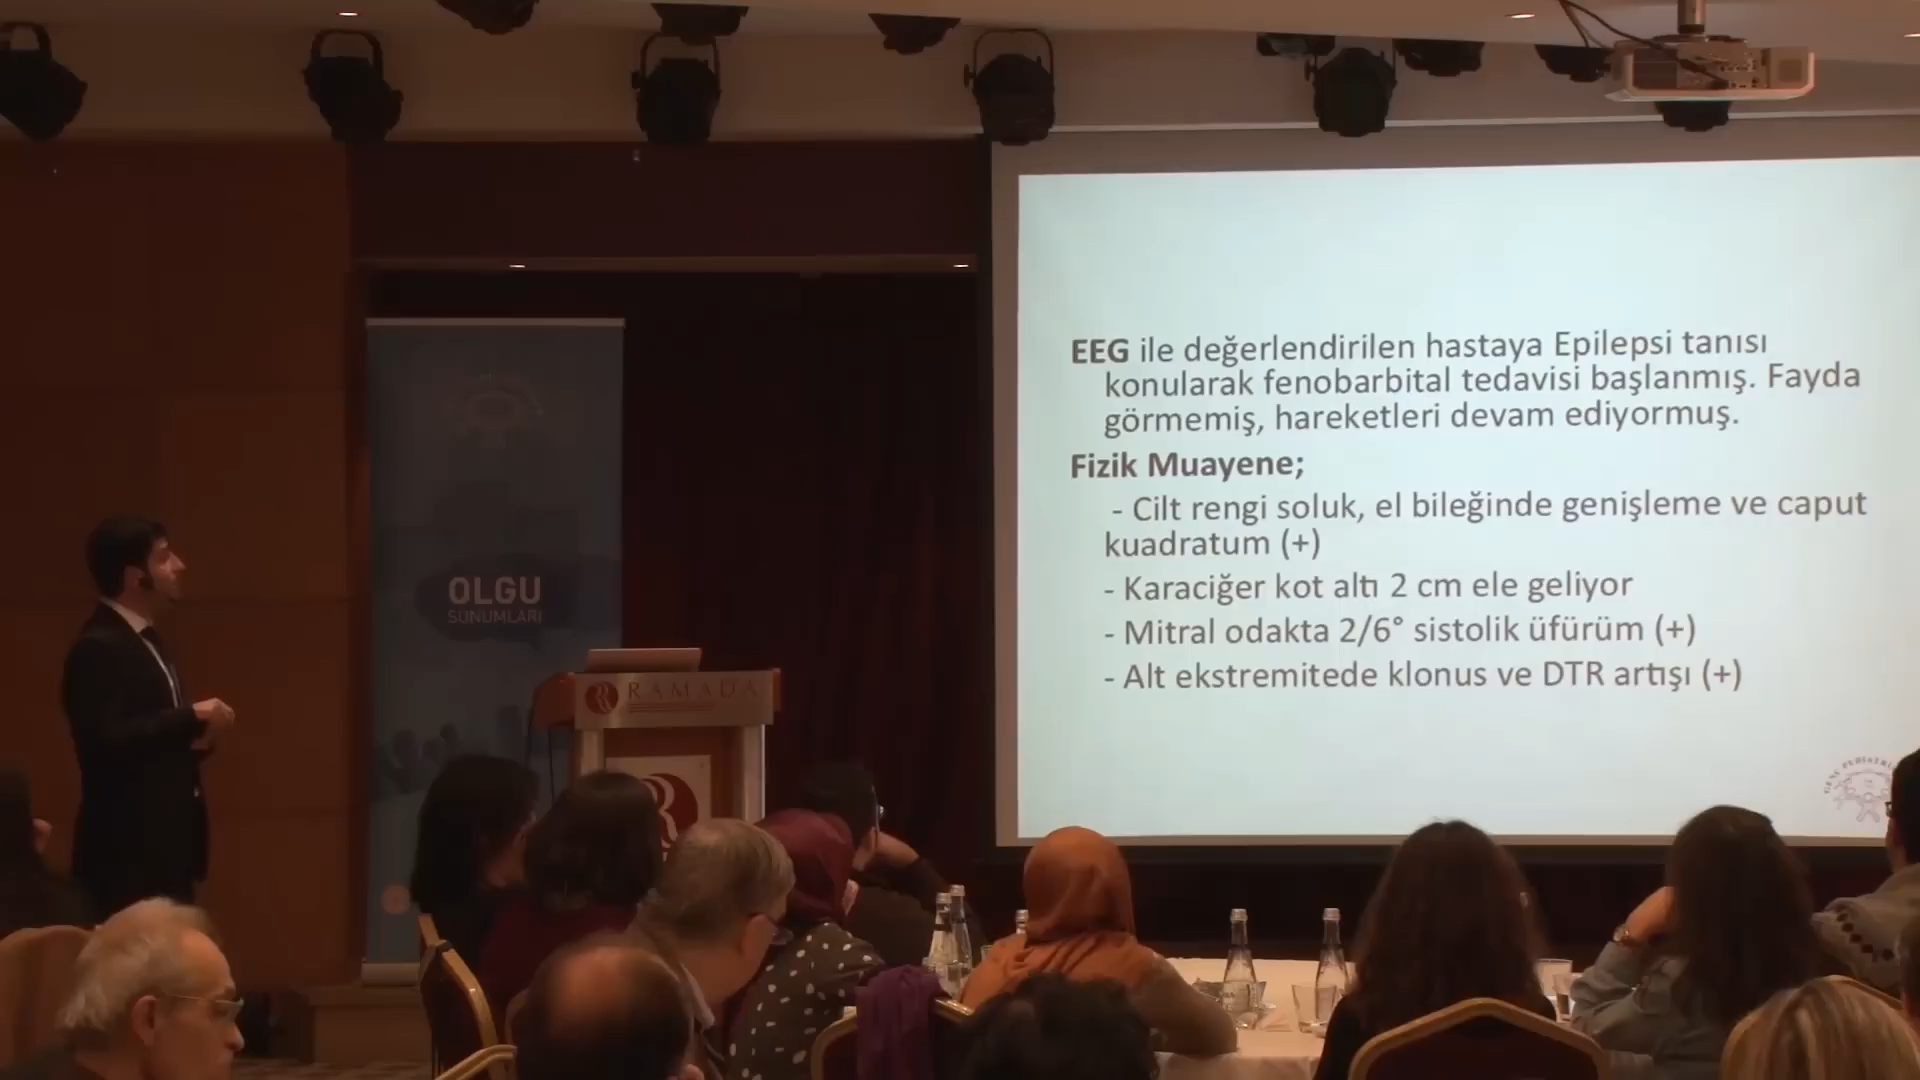 EEG ile değerlendirilen hastaya Epilepsi tanısı
konularak fenobarbital tedavisi başlanmış. Fayda
görmemiş, hareketleri devam ediyormuş.
Fizik Muayene;
- Cilt rengi soluk, el bileğinde genişleme ve caput
kuadratum (+)
- Karaciğer kot altı 2 cm ele geliyor
- Mitral odakta 2/6° sistolik üfürüm (+)
- Alt ekstremitede klonus ve DTR artışı (+)
OLGU
SUNUMLARI
RAMADA